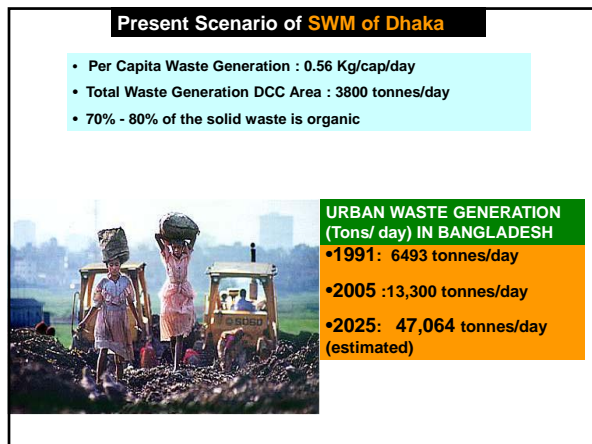 Present Scenario of SWM of Dhaka
• Per Capita Waste Generation : 0.56 Kg/cap/day
• Total Waste Generation DCC Area : 3800 tonnes/day
• 70% - 80% of the solid waste is organic
URBAN WASTE GENERATION
(Tons/ day) IN BANGLADESH
•1991: 6493 tonnes/day
•2005 :13,300 tonnes/day
•2025: 47,064 tonnes/day
(estimated)